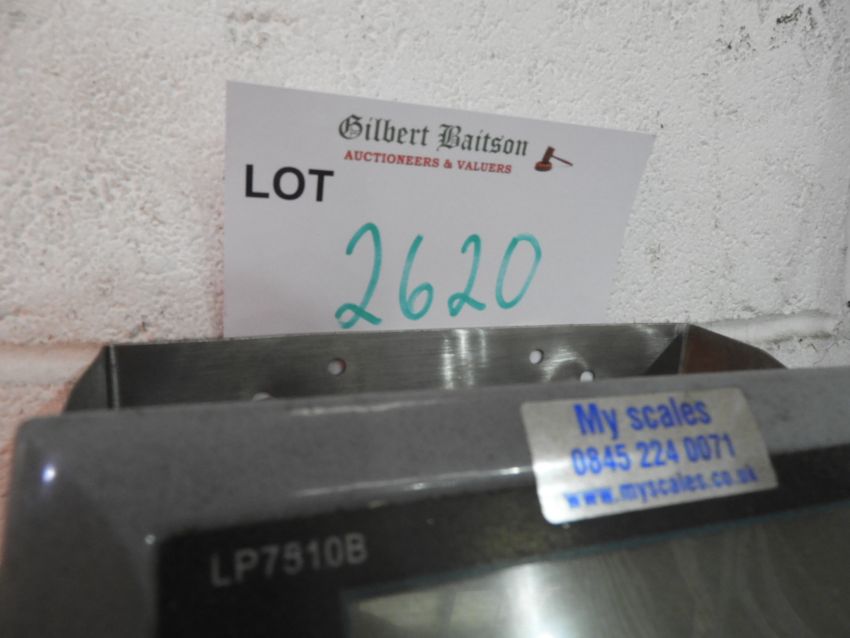 Gilbert Baitson
AUCTIONEERS & VALUERS
LOT
2620
My scales
0845 224 0071
www.myscales.co.uk
LP7510B